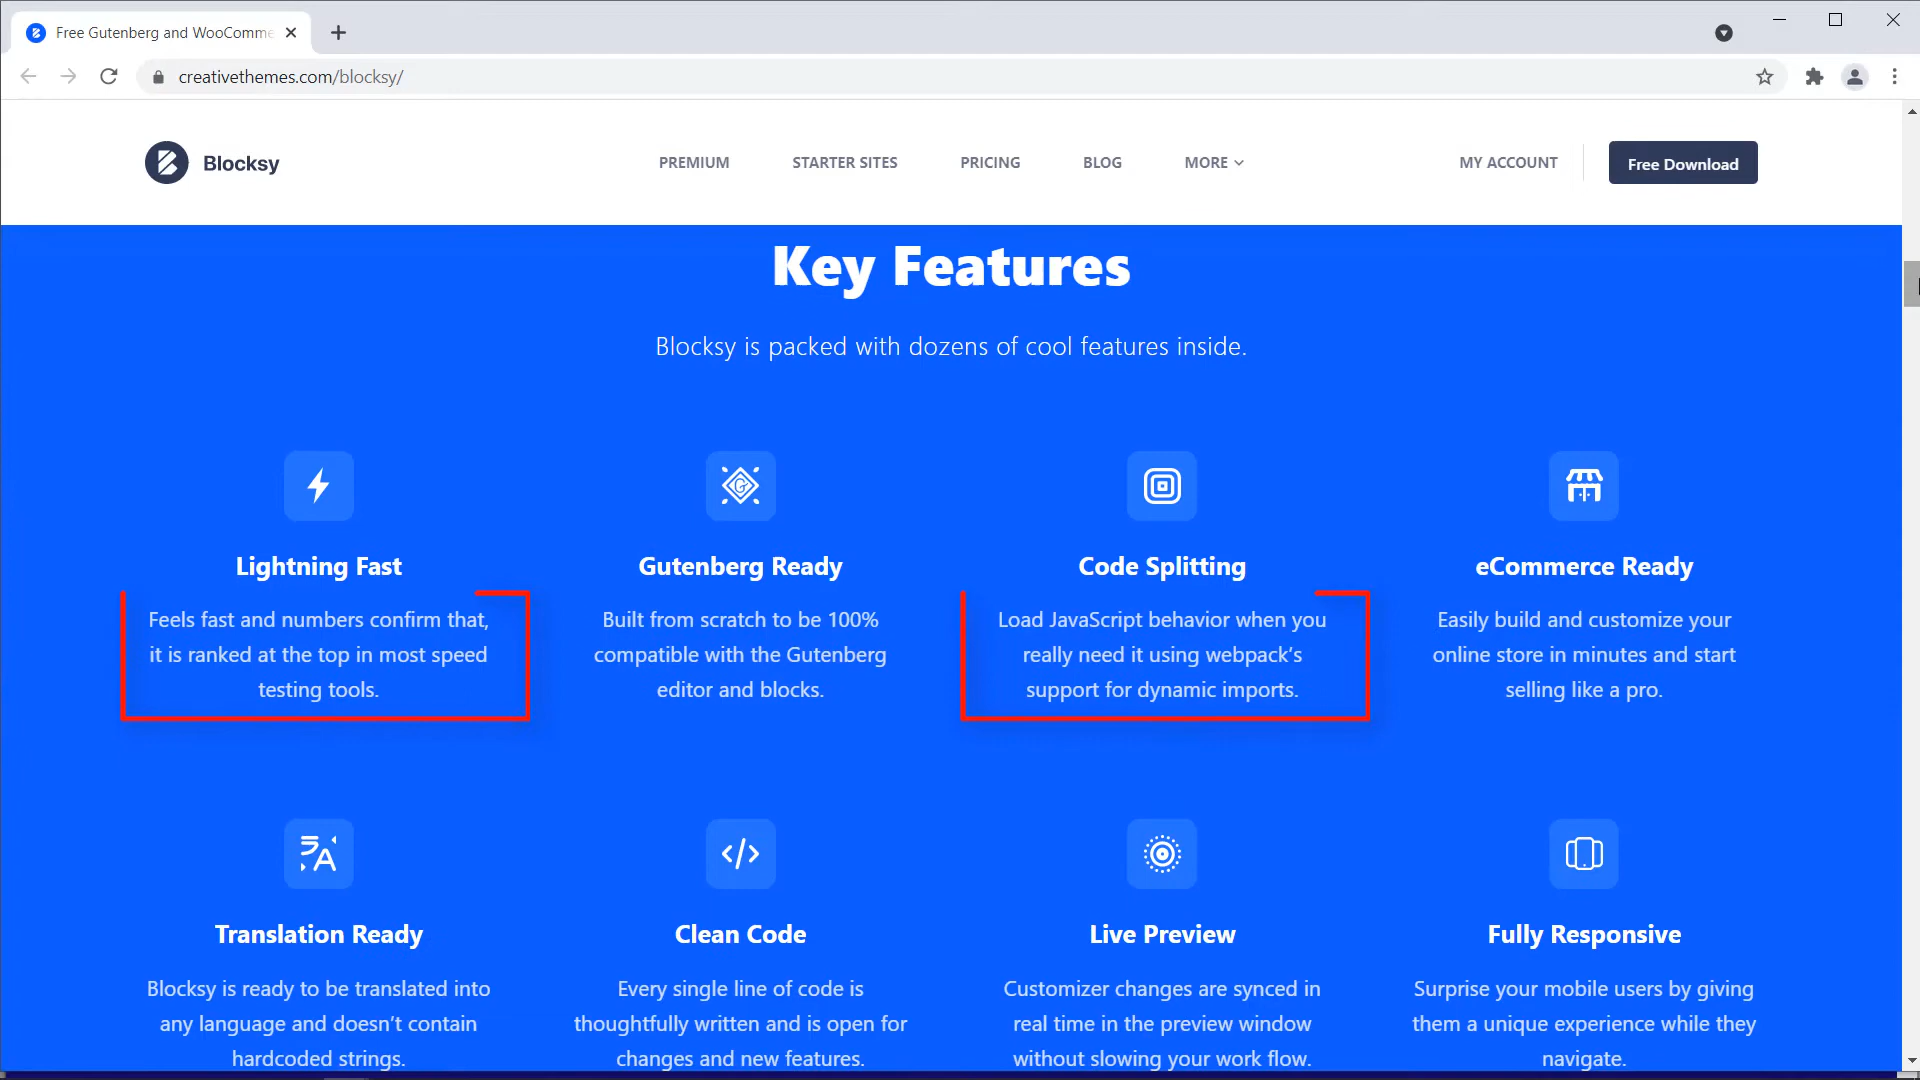 Free Gutenberg and WooComme
creativethemes.com/blocksy/
Blocksy
PREMIUM
STARTER SITES
PRICING
BLOG
MORE
MY ACCOUNT
Free Download
Key Features
Blocksy is packed with dozens of cool features inside.
Lightning Fast
Feels fast and numbers confirm that,
it is ranked at the top in most speed
testing tools.
Gutenberg Ready
Built from scratch to be 100%
compatible with the Gutenberg
editor and blocks.
Code Splitting
Load JavaScript behavior when you
really need it using webpack’s
support for dynamic imports.
eCommerce Ready
Easily build and customize your
online store in minutes and start
selling like a pro.
Translation Ready
Blocksy is ready to be translated into
any language and doesn’t contain
hardcoded strings.
Clean Code
Every single line of code is
thoughtfully written and is open for
changes and new features.
Live Preview
Customizer changes are synced in
real time in the preview window
without slowing your work flow.
Fully Responsive
Surprise your mobile users by giving
them a unique experience while they
navigate.